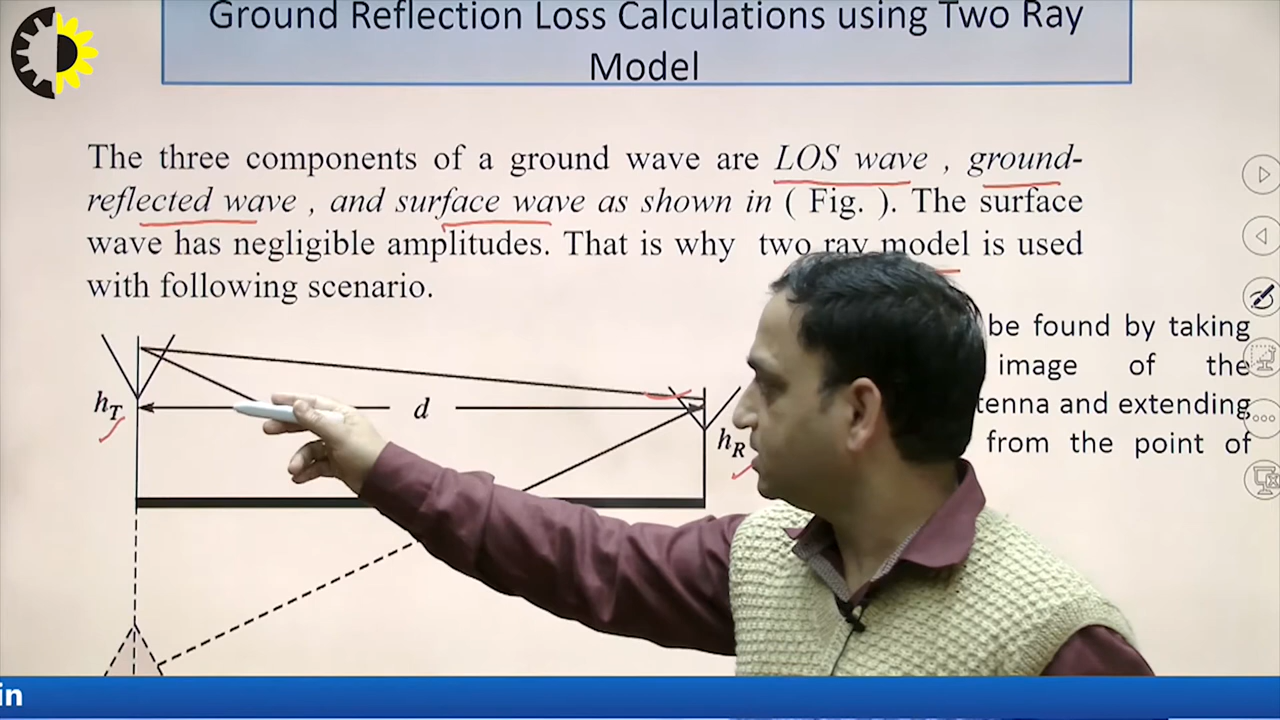 Ground Reflection Loss Calculations using Two Ray
Model
The three components of a ground wave are LOS wave , ground-
reflected wave , and surface wave as shown in ( Fig. ). The surface
wave has negligible amplitudes. That is why two ray model is used
with following scenario.
be found by taking
image of the
and extending
from the point of
hT
d
hR
in